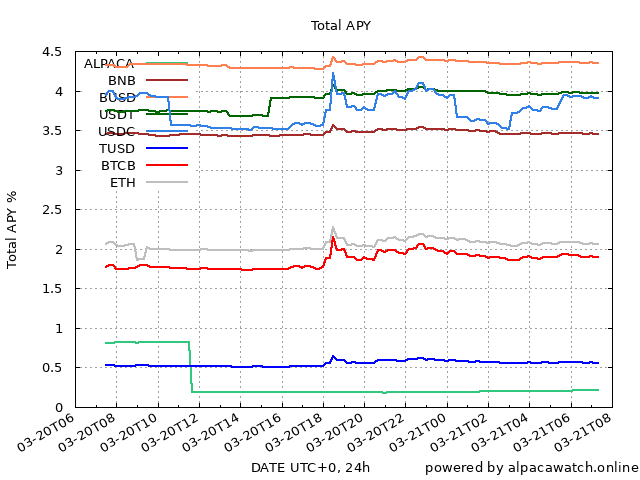 Total APY
4.5
4
3.5
3
2.5
2
1.5
1
0.5
0
Total APY %
ALPACA
BNB
BUSD
USDT
USDC
TUSD
BTCB
ETH
03-20T06
03-20T08
03-20T10
03-20T12
03-20T14
03-20T16
03-20T18
03-20T20
03-20T22
03-21T00
03-21T02
03-21T04
03-21T06
03-21T08
DATE UTC+0, 24h
powered by alpacawatch.online